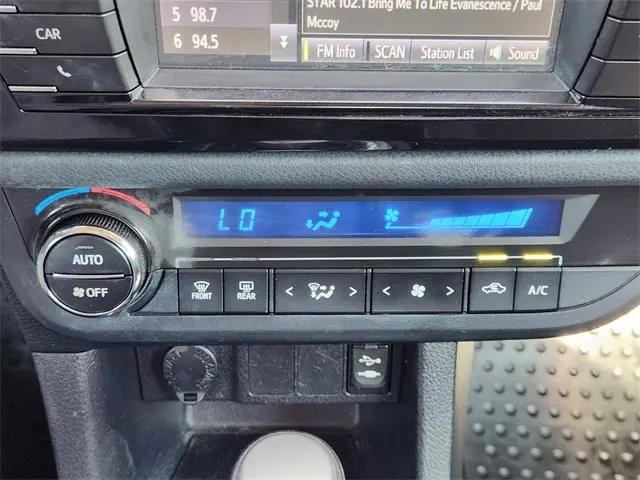 STAR 102.1 Bring Me To Life Evanescence / Paul
Mccoy
5 98.7
6 94.5
CAR
FM Info SCAN Station List Sound
LO
AUTO
OFF
FRONT
REAR
A/C